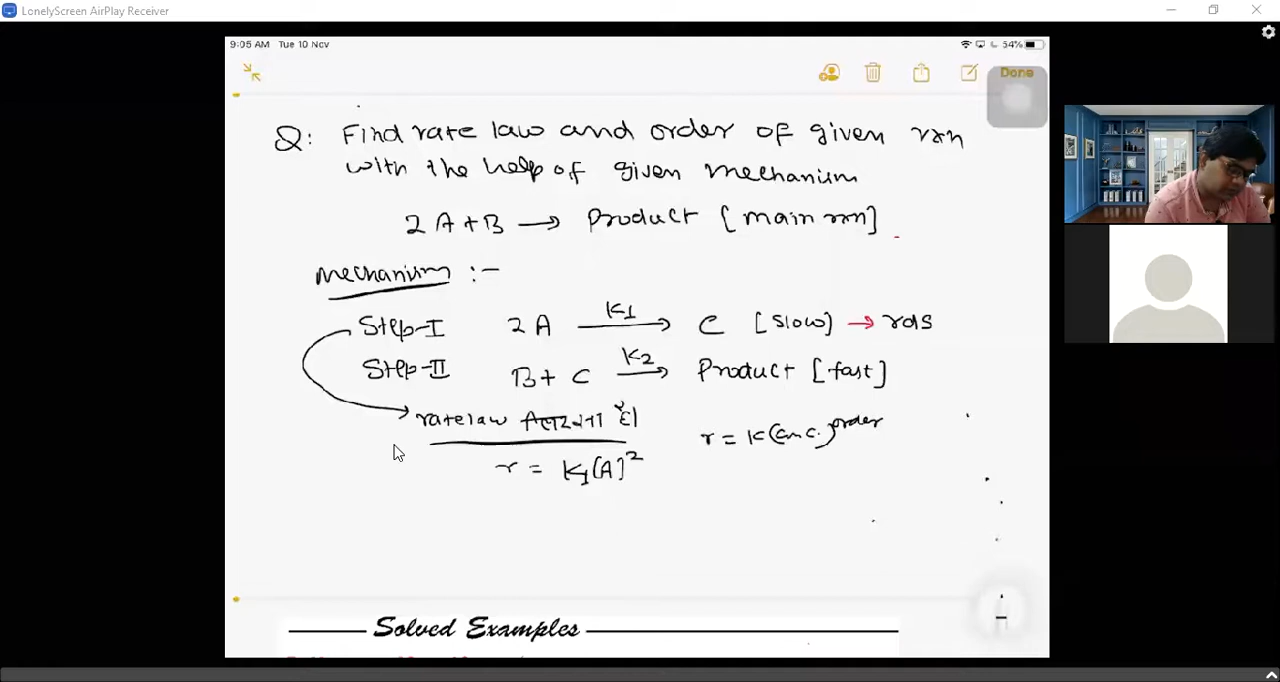 LonelyScreen AirPlay Receiver
9:05 AM Tue 10 Nov
54%
Done
Q: Find rate law and order of given rxn
with the help of given mechanism
2A+B → Product [main rxn]
Mechanism :-
Step-I 2A K1→ C [slow] → rds
Step-II B+C K2→ Product [fast]
rate law
r = K(Conc.)^order
r = K1[A]^2
Solved Examples